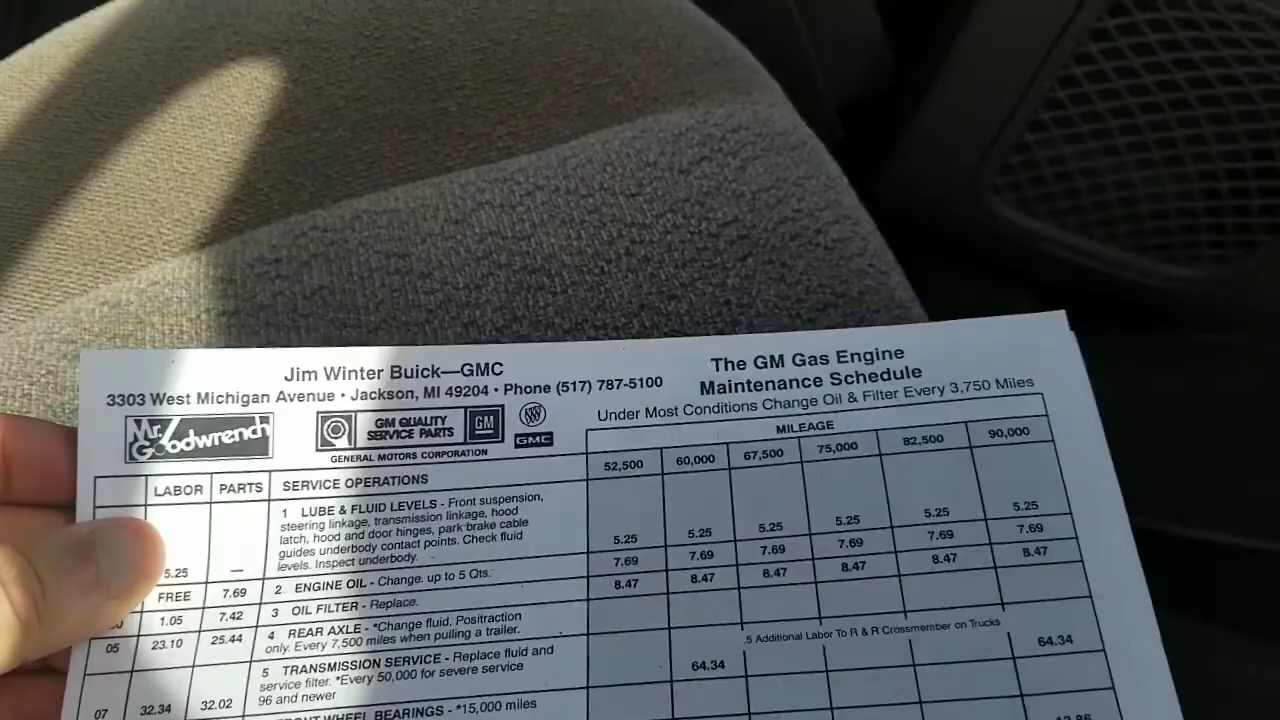 Jim Winter Buick—GMC
3303 West Michigan Avenue • Jackson, MI 49204 • Phone (517) 787-5100
The GM Gas Engine
Maintenance Schedule
Under Most Conditions Change Oil & Filter Every 3,750 Miles
Mr. Goodwrench
GM QUALITY
SERVICE PARTS
GM
GMC
GENERAL MOTORS CORPORATION
MILEAGE
52,500 60,000 67,500 75,000 82,500 90,000
LABOR PARTS SERVICE OPERATIONS
1 LUBE & FLUID LEVELS - Front suspension,
steering linkage, transmission linkage, hood
latch, hood and door hinges, park brake cable
guides underbody contact points. Check fluid
levels. Inspect underbody.
5.25 — 5.25 5.25 5.25 5.25 5.25 5.25
FREE 7.69 2 ENGINE OIL - Change. up to 5 Qts. 7.69 7.69 7.69 7.69 7.69 7.69
1.05 7.42 3 OIL FILTER - Replace. 8.47 8.47 8.47 8.47 8.47 8.47
05 23.10 25.44 4 REAR AXLE - *Change fluid. Positraction
only. Every 7,500 miles when pulling a trailer.
.5 Additional Labor To R & R Crossmember on Trucks
07 32.34 32.02 5 TRANSMISSION SERVICE - Replace fluid and
service filter. *Every 50,000 for severe service
96 and newer
64.34 64.34
WHEEL BEARINGS - *15,000 miles